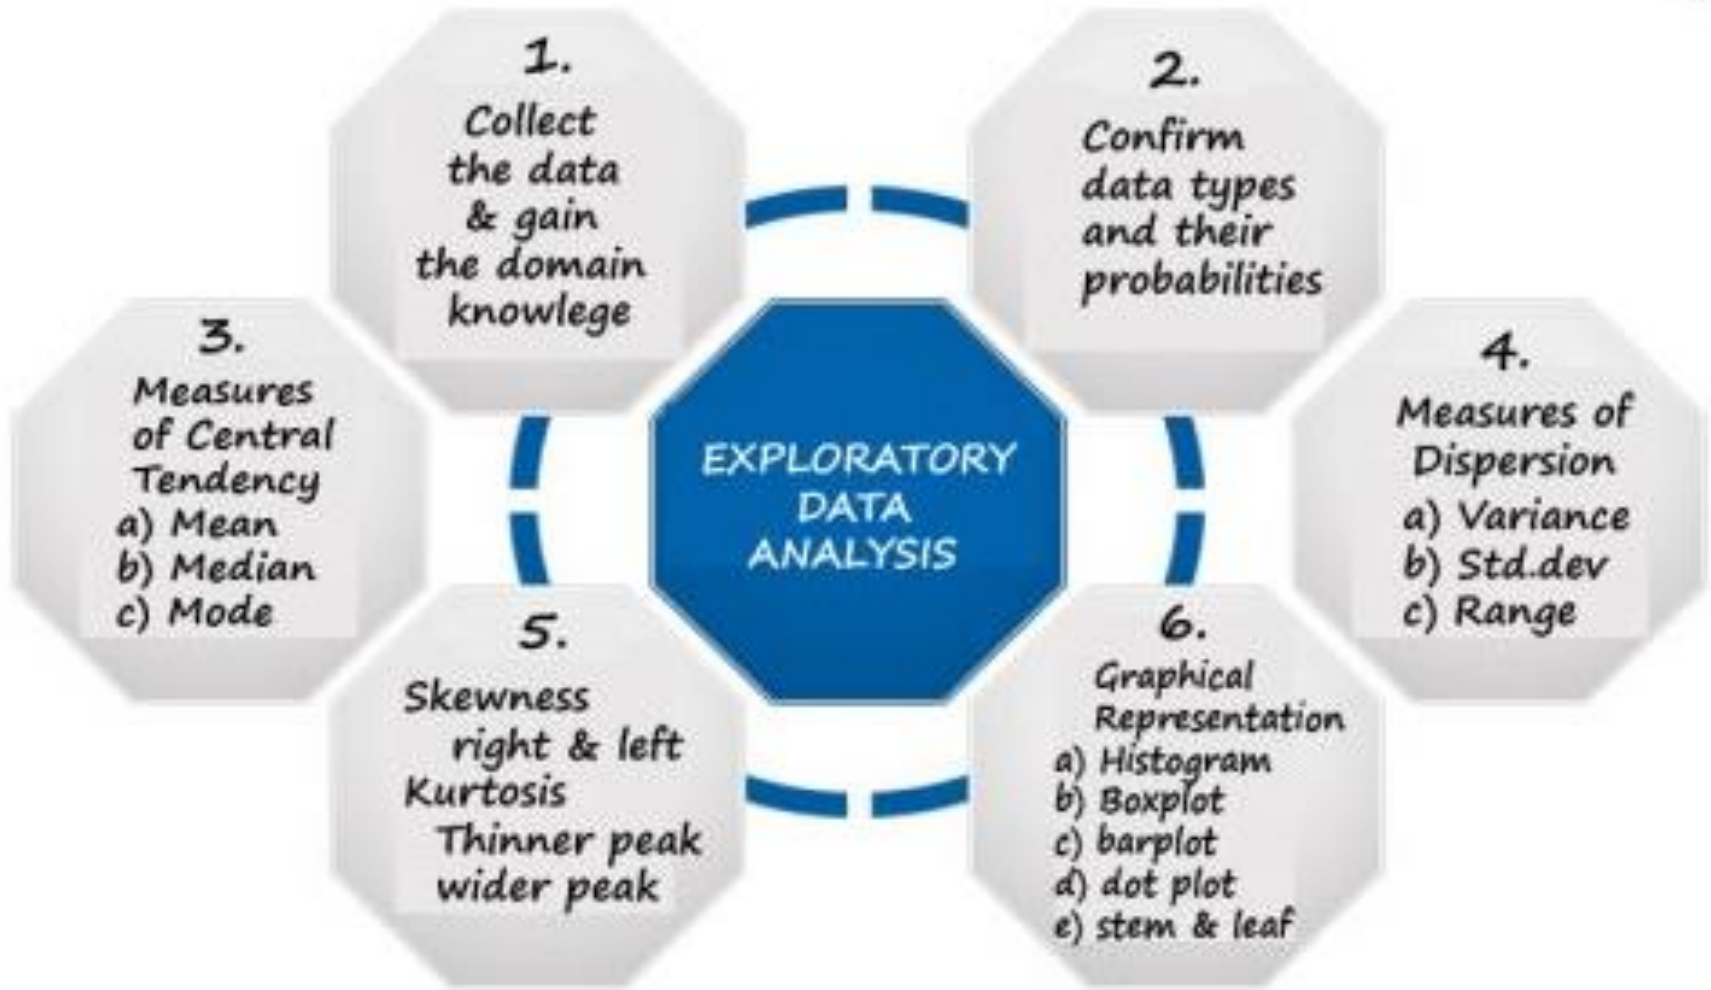 1.
Collect
the data
& gain
the domain
knowlege
2.
Confirm
data types
and their
probabilities
3.
Measures
of Central
Tendency
a) Mean
b) Median
c) Mode
EXPLORATORY
DATA
ANALYSIS
4.
Measures of
Dispersion
a) Variance
b) Std.dev
c) Range
5.
Skewness
right & left
Kurtosis
Thinner peak
wider peak
6.
Graphical
Representation
a) Histogram
b) Boxplot
c) barplot
d) dot plot
e) stem & leaf